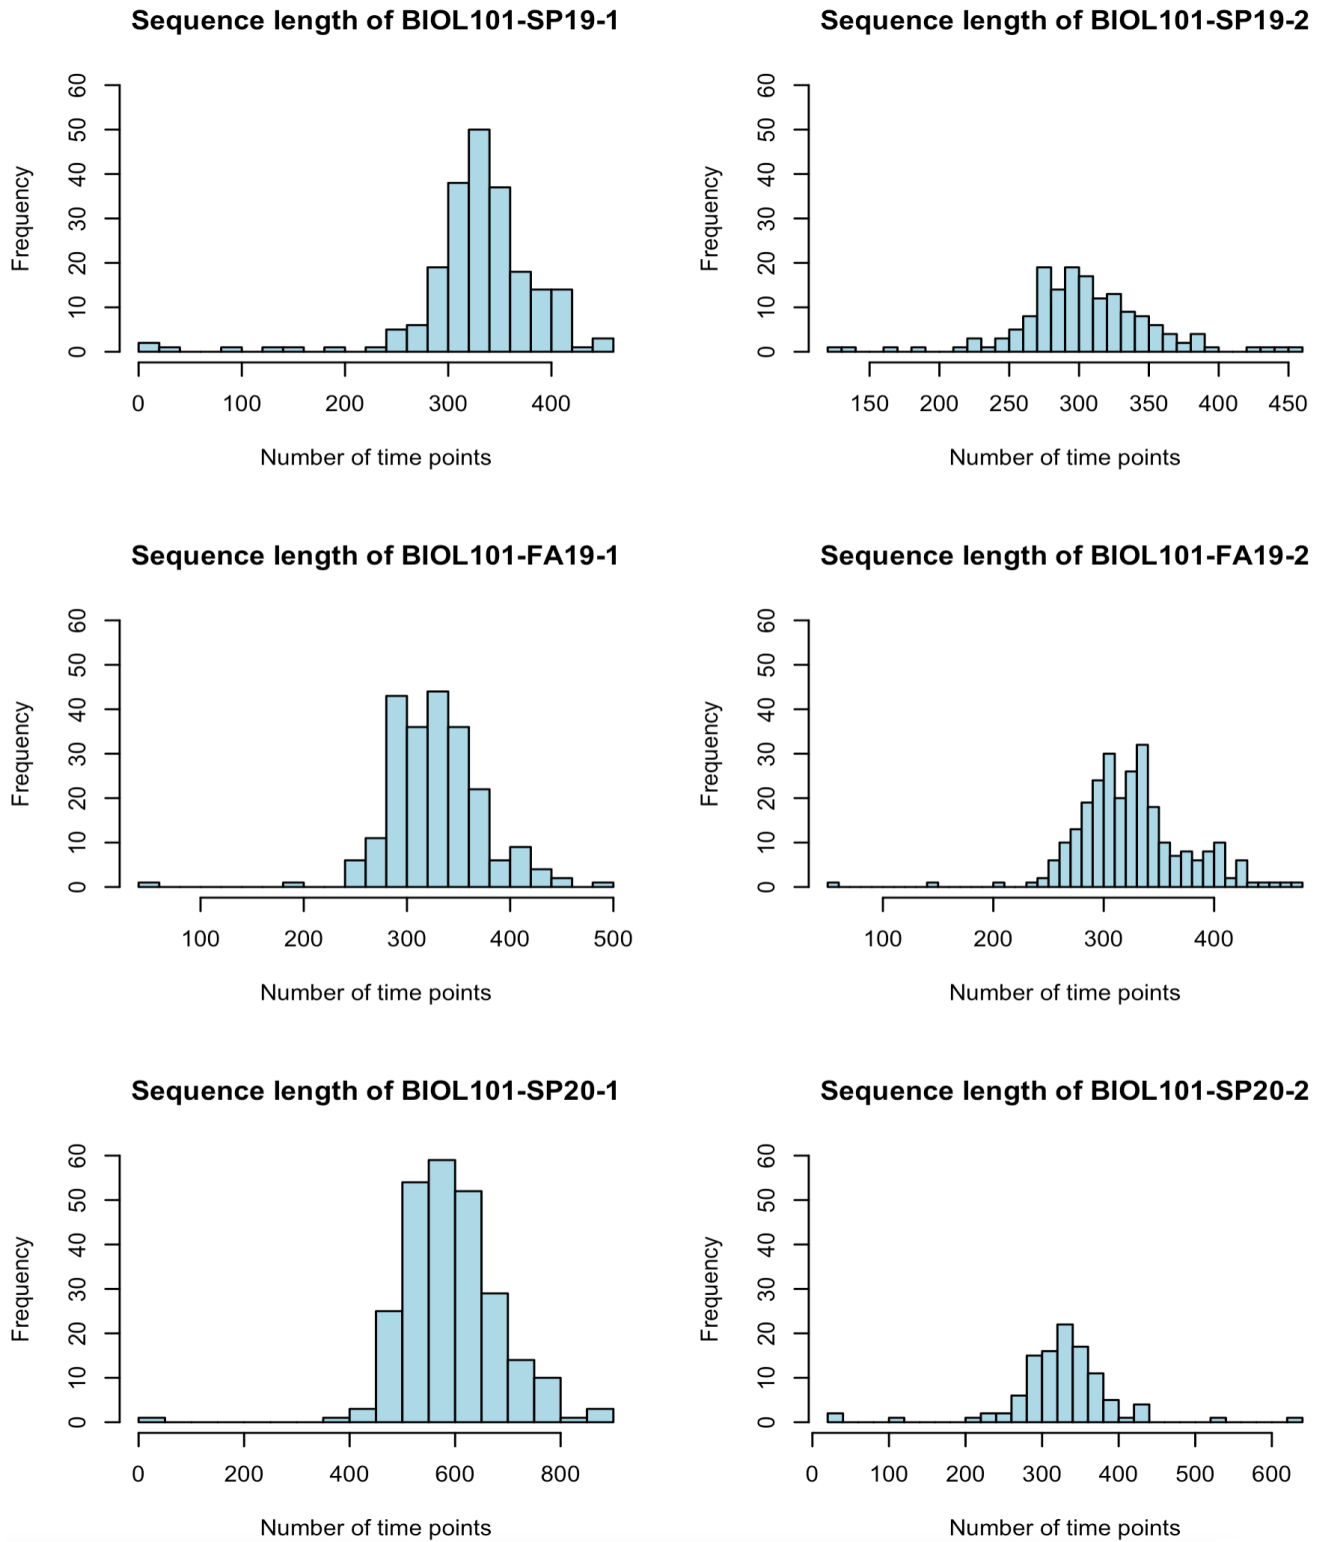 Sequence length of BIOL101-SP19-1
Frequency
0 10 20 30 40 50 60
0 100 200 300 400
Number of time points
Sequence length of BIOL101-SP19-2
Frequency
0 10 20 30 40 50 60
150 200 250 300 350 400 450
Number of time points
Sequence length of BIOL101-FA19-1
Frequency
0 10 20 30 40 50 60
100 200 300 400 500
Number of time points
Sequence length of BIOL101-FA19-2
Frequency
0 10 20 30 40 50 60
100 200 300 400
Number of time points
Sequence length of BIOL101-SP20-1
Frequency
0 10 20 30 40 50 60
0 200 400 600 800
Number of time points
Sequence length of BIOL101-SP20-2
Frequency
0 10 20 30 40 50 60
0 100 200 300 400 500 600
Number of time points